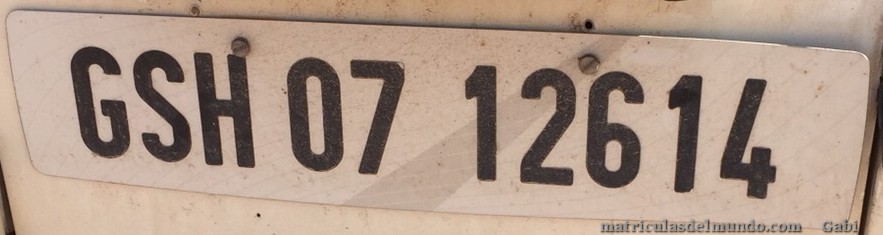 GSH 07 12614
matriculasdelmundo.com Gabi